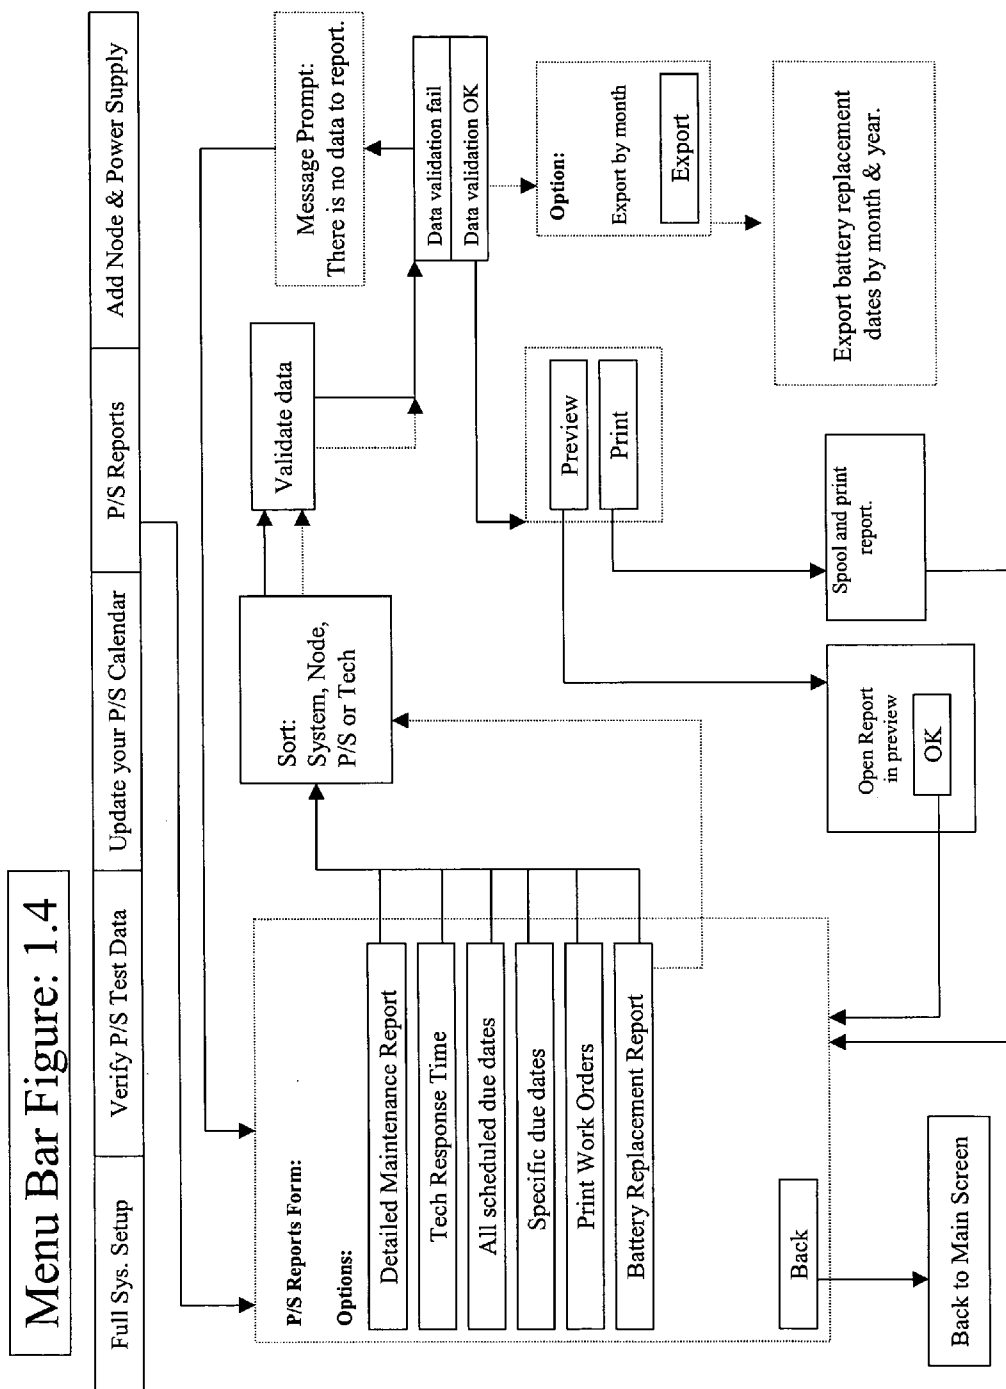 Menu Bar Figure: 1.4
Full Sys. Setup
Verify P/S Test Data
Update your P/S Calendar
P/S Reports
Add Node & Power Supply
P/S Reports Form:
Options:
Detailed Maintenance Report
Tech Response Time
All scheduled due dates
Specific due dates
Print Work Orders
Battery Replacement Report
Back
Back to Main Screen
Sort:
System, Node,
P/S or Tech
Validate data
Message Prompt:
There is no data to report.
Data validation fail
Data validation OK
Preview
Print
Option:
Export by month
Export
Open Report
in preview
OK
Spool and print
report.
Export battery replacement
dates by month & year.